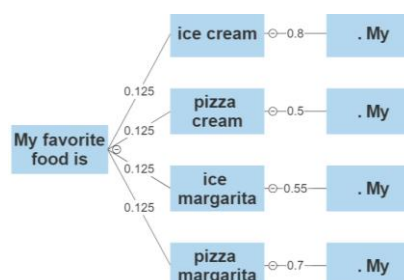 My favorite
food is
0.125
0.125
0.125
0.125
ice cream
0.8
. My
pizza
cream
0.5
. My
ice
margarita
0.55
. My
pizza
margarita
0.7
. My